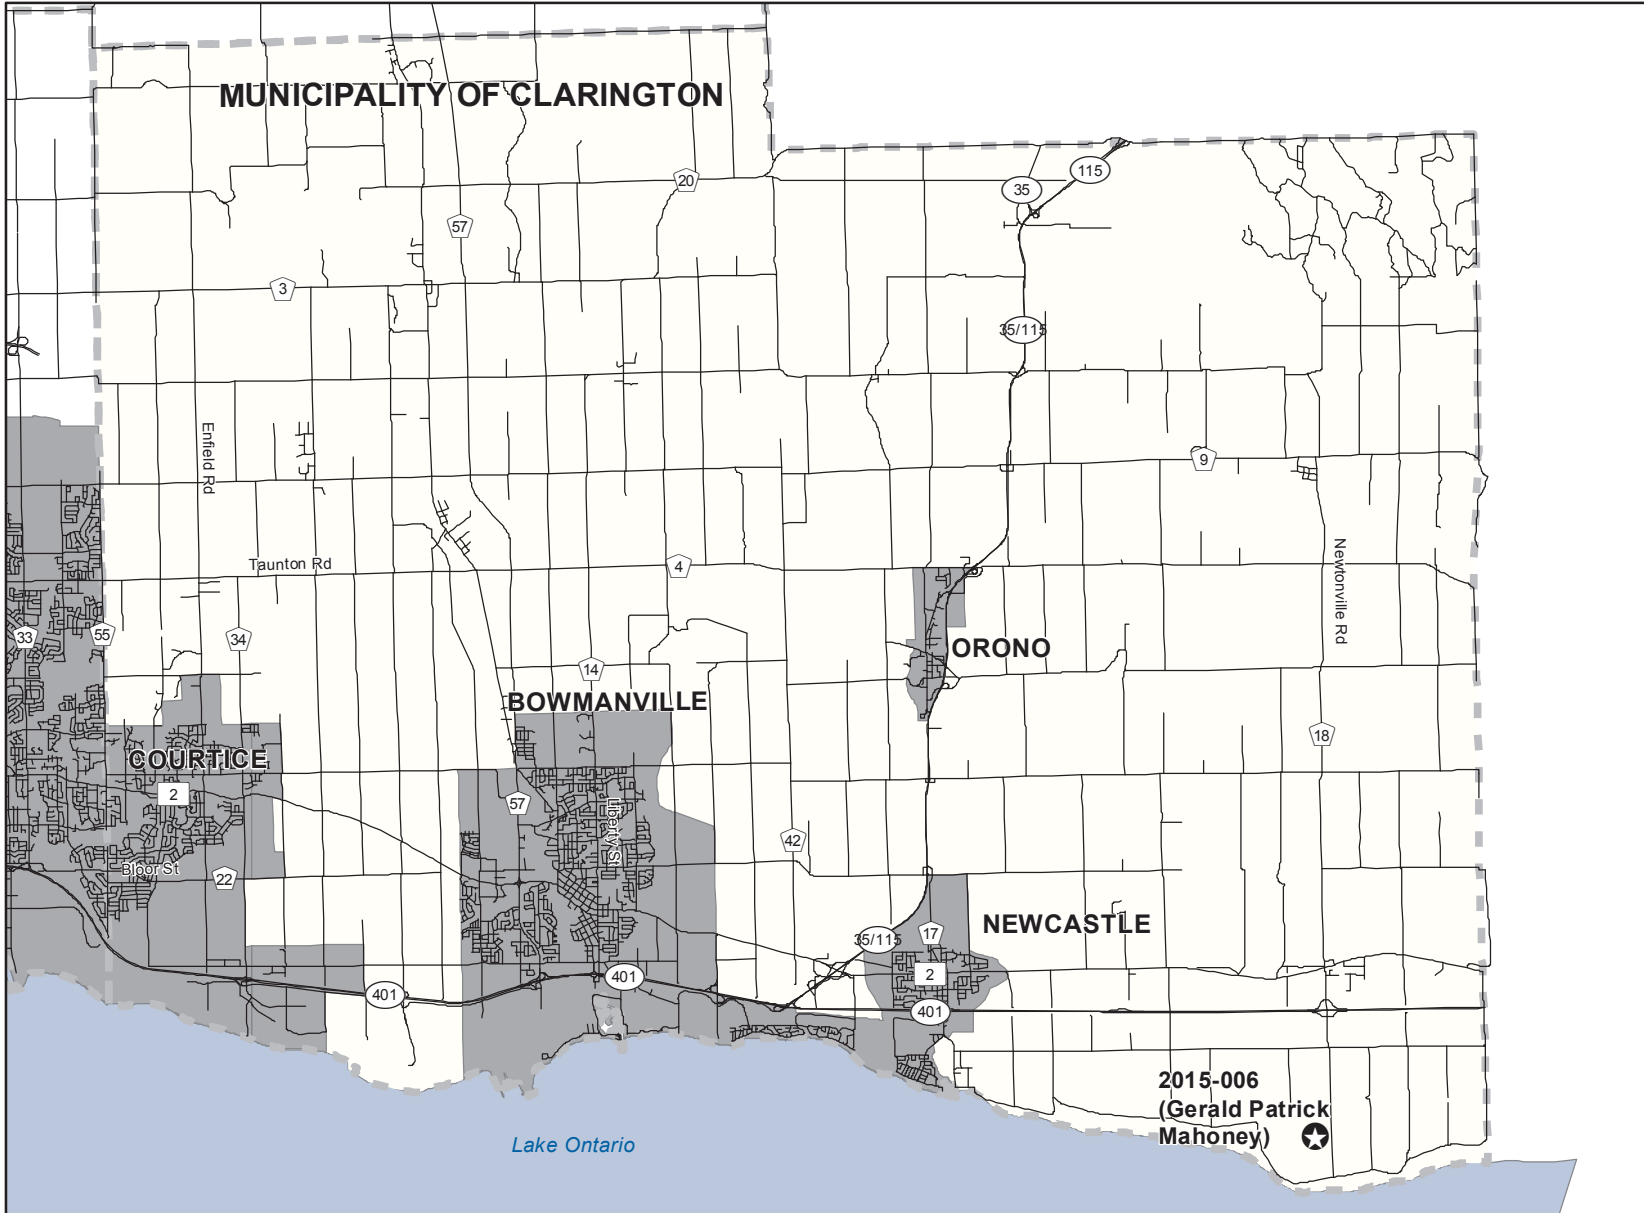 MUNICIPALITY OF CLARINGTON
115
35
20
57
3
35/115
Enfield Rd
9
Taunton Rd
4
Newtonville Rd
33
55
34
14
ORONO
BOWMANVILLE
18
COURTICE
2
57
Liberty St
42
Bloor St
22
NEWCASTLE
35/115
17
2
401
401
401
2015-006
(Gerald Patrick
Mahoney)
Lake Ontario